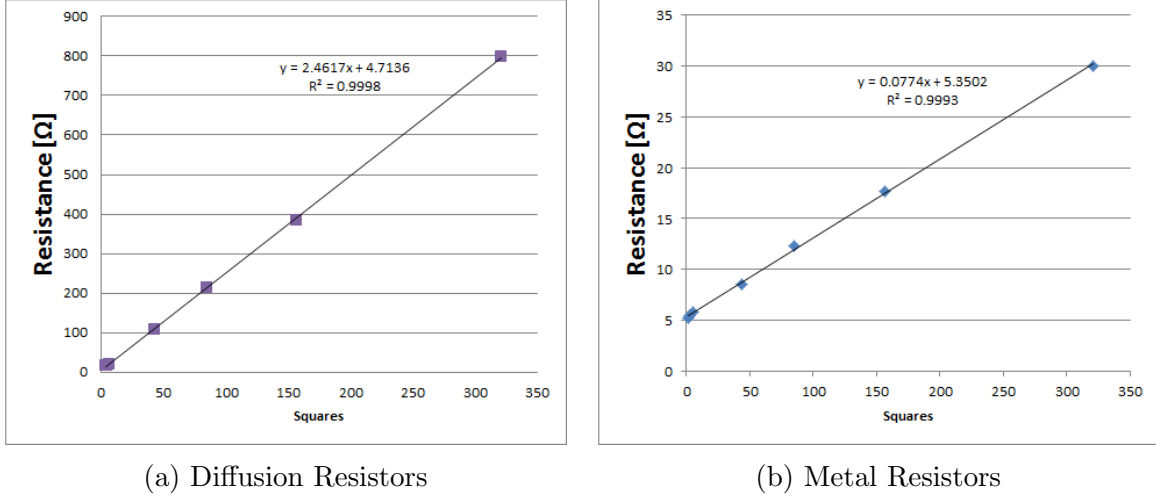 900
800
700
600
500
400
300
200
100
0
0 50 100 150 200 250 300 350
Resistance [Ω]
Squares
y = 2.4617x + 4.7136
R² = 0.9998
(a) Diffusion Resistors
35
30
25
20
15
10
5
0
0 50 100 150 200 250 300 350
Resistance [Ω]
Squares
y = 0.0774x + 5.3502
R² = 0.9993
(b) Metal Resistors